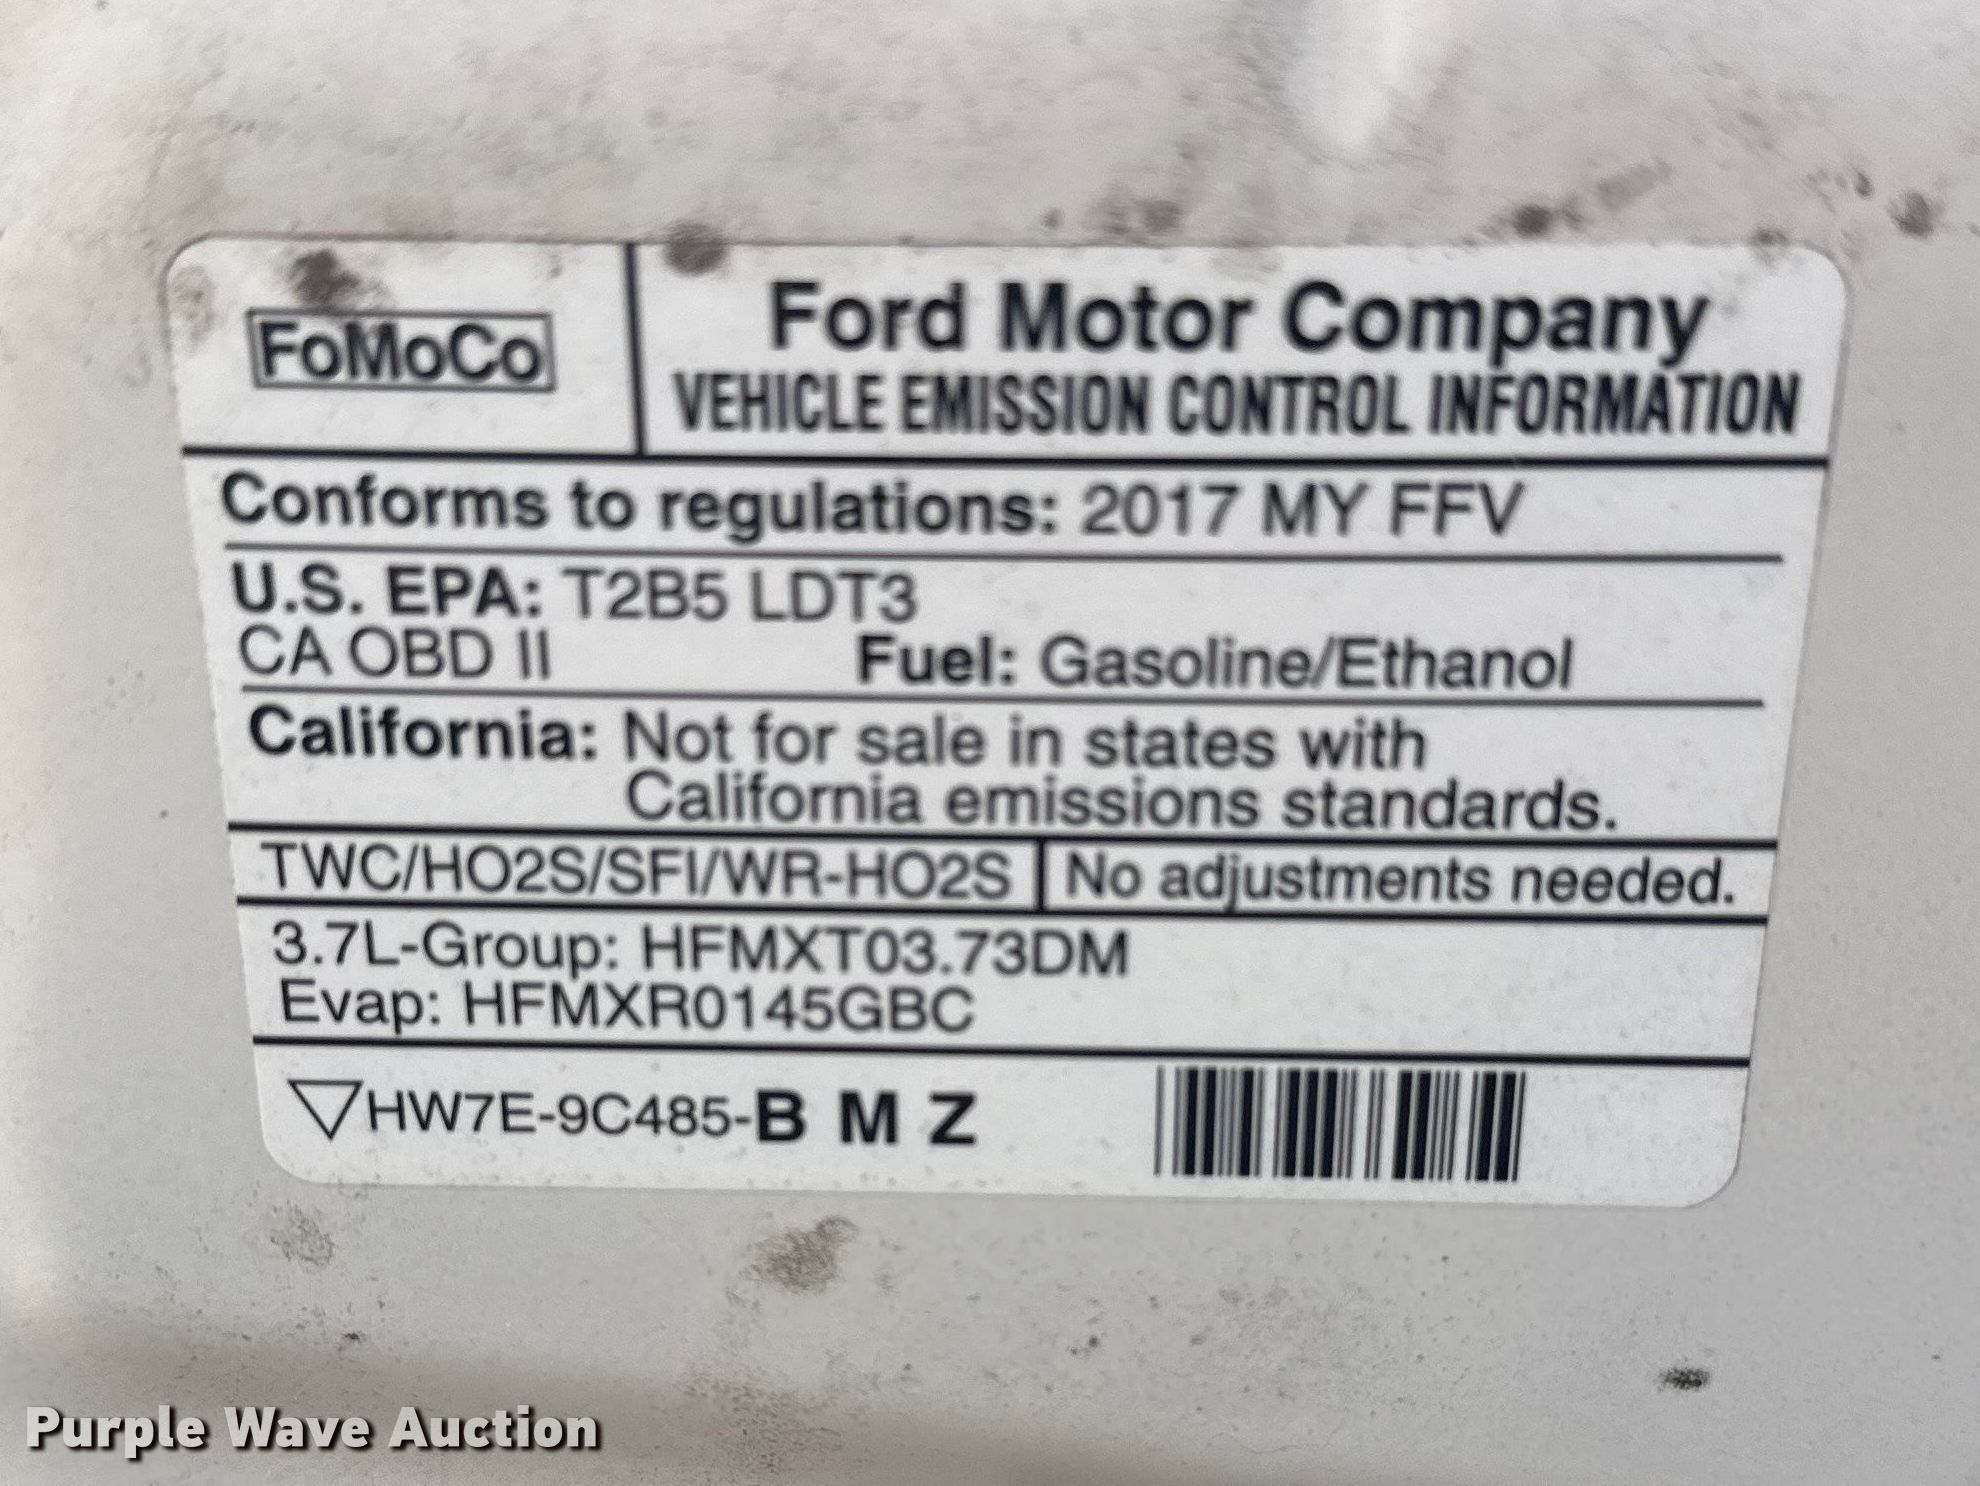 FoMoCo
Ford Motor Company
VEHICLE EMISSION CONTROL INFORMATION
Conforms to regulations: 2017 MY FFV
U.S. EPA: T2B5 LDT3
CA OBD II Fuel: Gasoline/Ethanol
California: Not for sale in states with
California emissions standards.
TWC/HO2S/SFI/WR-HO2S No adjustments needed.
3.7L-Group: HFMXT03.73DM
Evap: HFMXR0145GBC
HW7E-9C485-B M Z
Purple Wave Auction